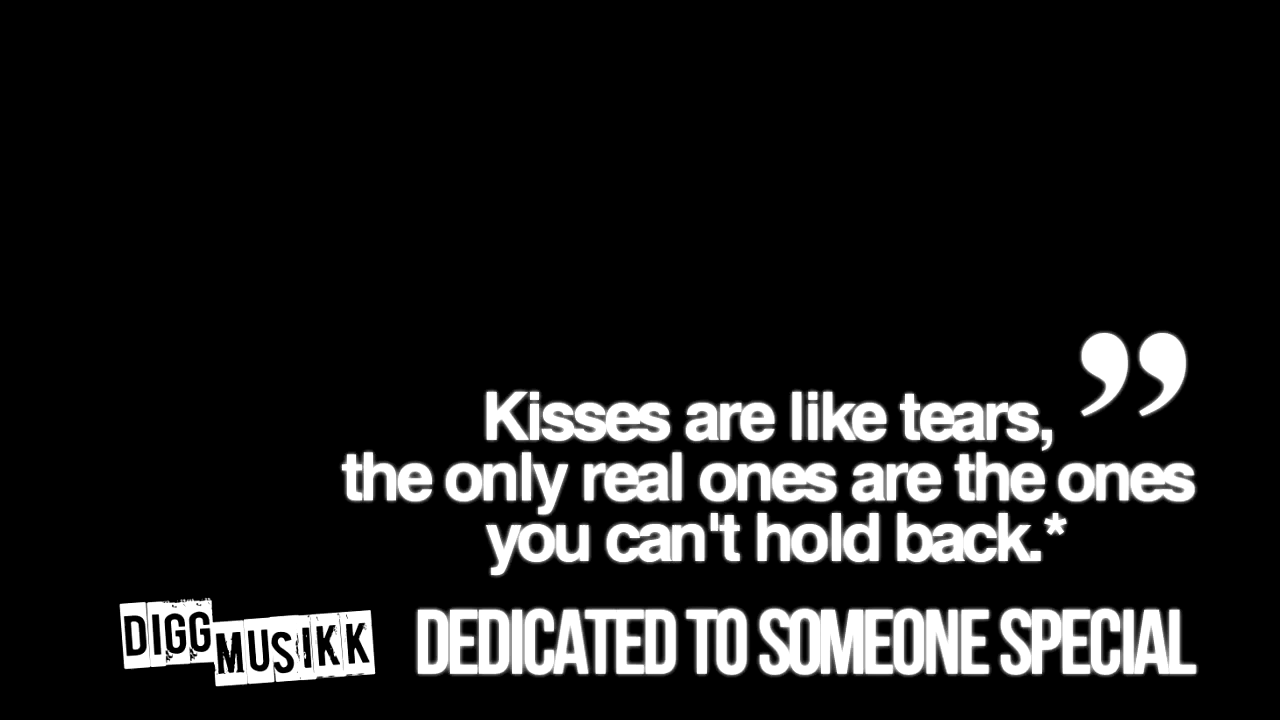 ”
Kisses are like tears,
the only real ones are the ones
you can't hold back.*
DIGG MUSIKK
DEDICATED TO SOMEONE SPECIAL